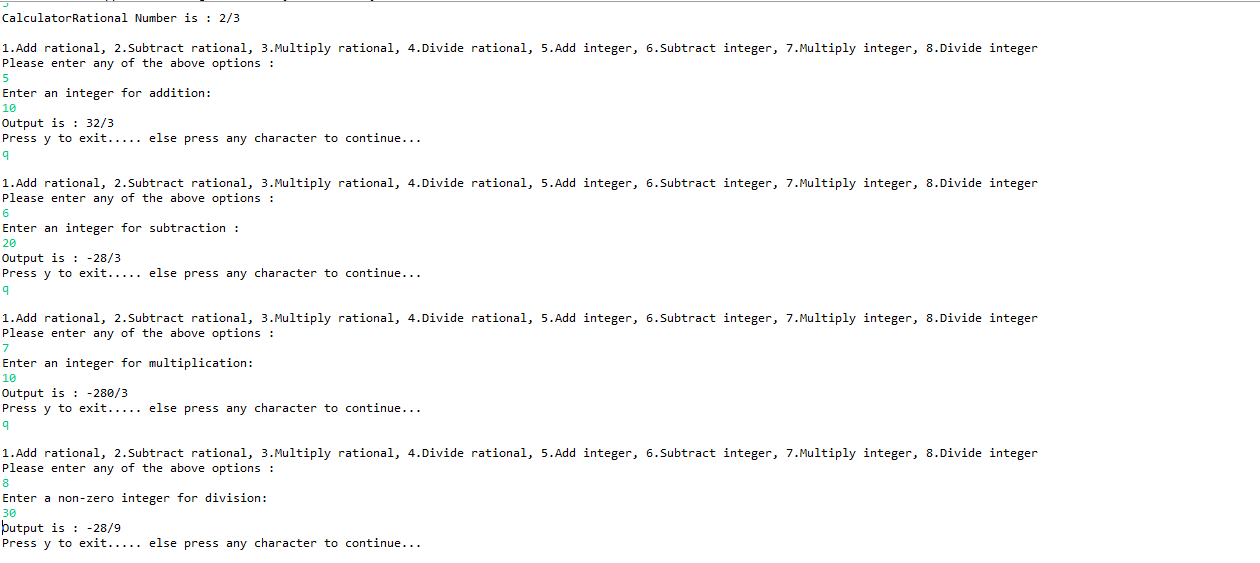 CalculatorRational Number is : 2/3
1.Add rational, 2.Subtract rational, 3.Multiply rational, 4.Divide rational, 5.Add integer, 6.Subtract integer, 7.Multiply integer, 8.Divide integer
Please enter any of the above options :
5
Enter an integer for addition:
10
Output is : 32/3
Press y to exit..... else press any character to continue...
q
1.Add rational, 2.Subtract rational, 3.Multiply rational, 4.Divide rational, 5.Add integer, 6.Subtract integer, 7.Multiply integer, 8.Divide integer
Please enter any of the above options :
6
Enter an integer for subtraction :
20
Output is : -28/3
Press y to exit..... else press any character to continue...
q
1.Add rational, 2.Subtract rational, 3.Multiply rational, 4.Divide rational, 5.Add integer, 6.Subtract integer, 7.Multiply integer, 8.Divide integer
Please enter any of the above options :
7
Enter an integer for multiplication:
10
Output is : -280/3
Press y to exit..... else press any character to continue...
q
1.Add rational, 2.Subtract rational, 3.Multiply rational, 4.Divide rational, 5.Add integer, 6.Subtract integer, 7.Multiply integer, 8.Divide integer
Please enter any of the above options :
8
Enter a non-zero integer for division:
30
Output is : -28/9
Press y to exit..... else press any character to continue...